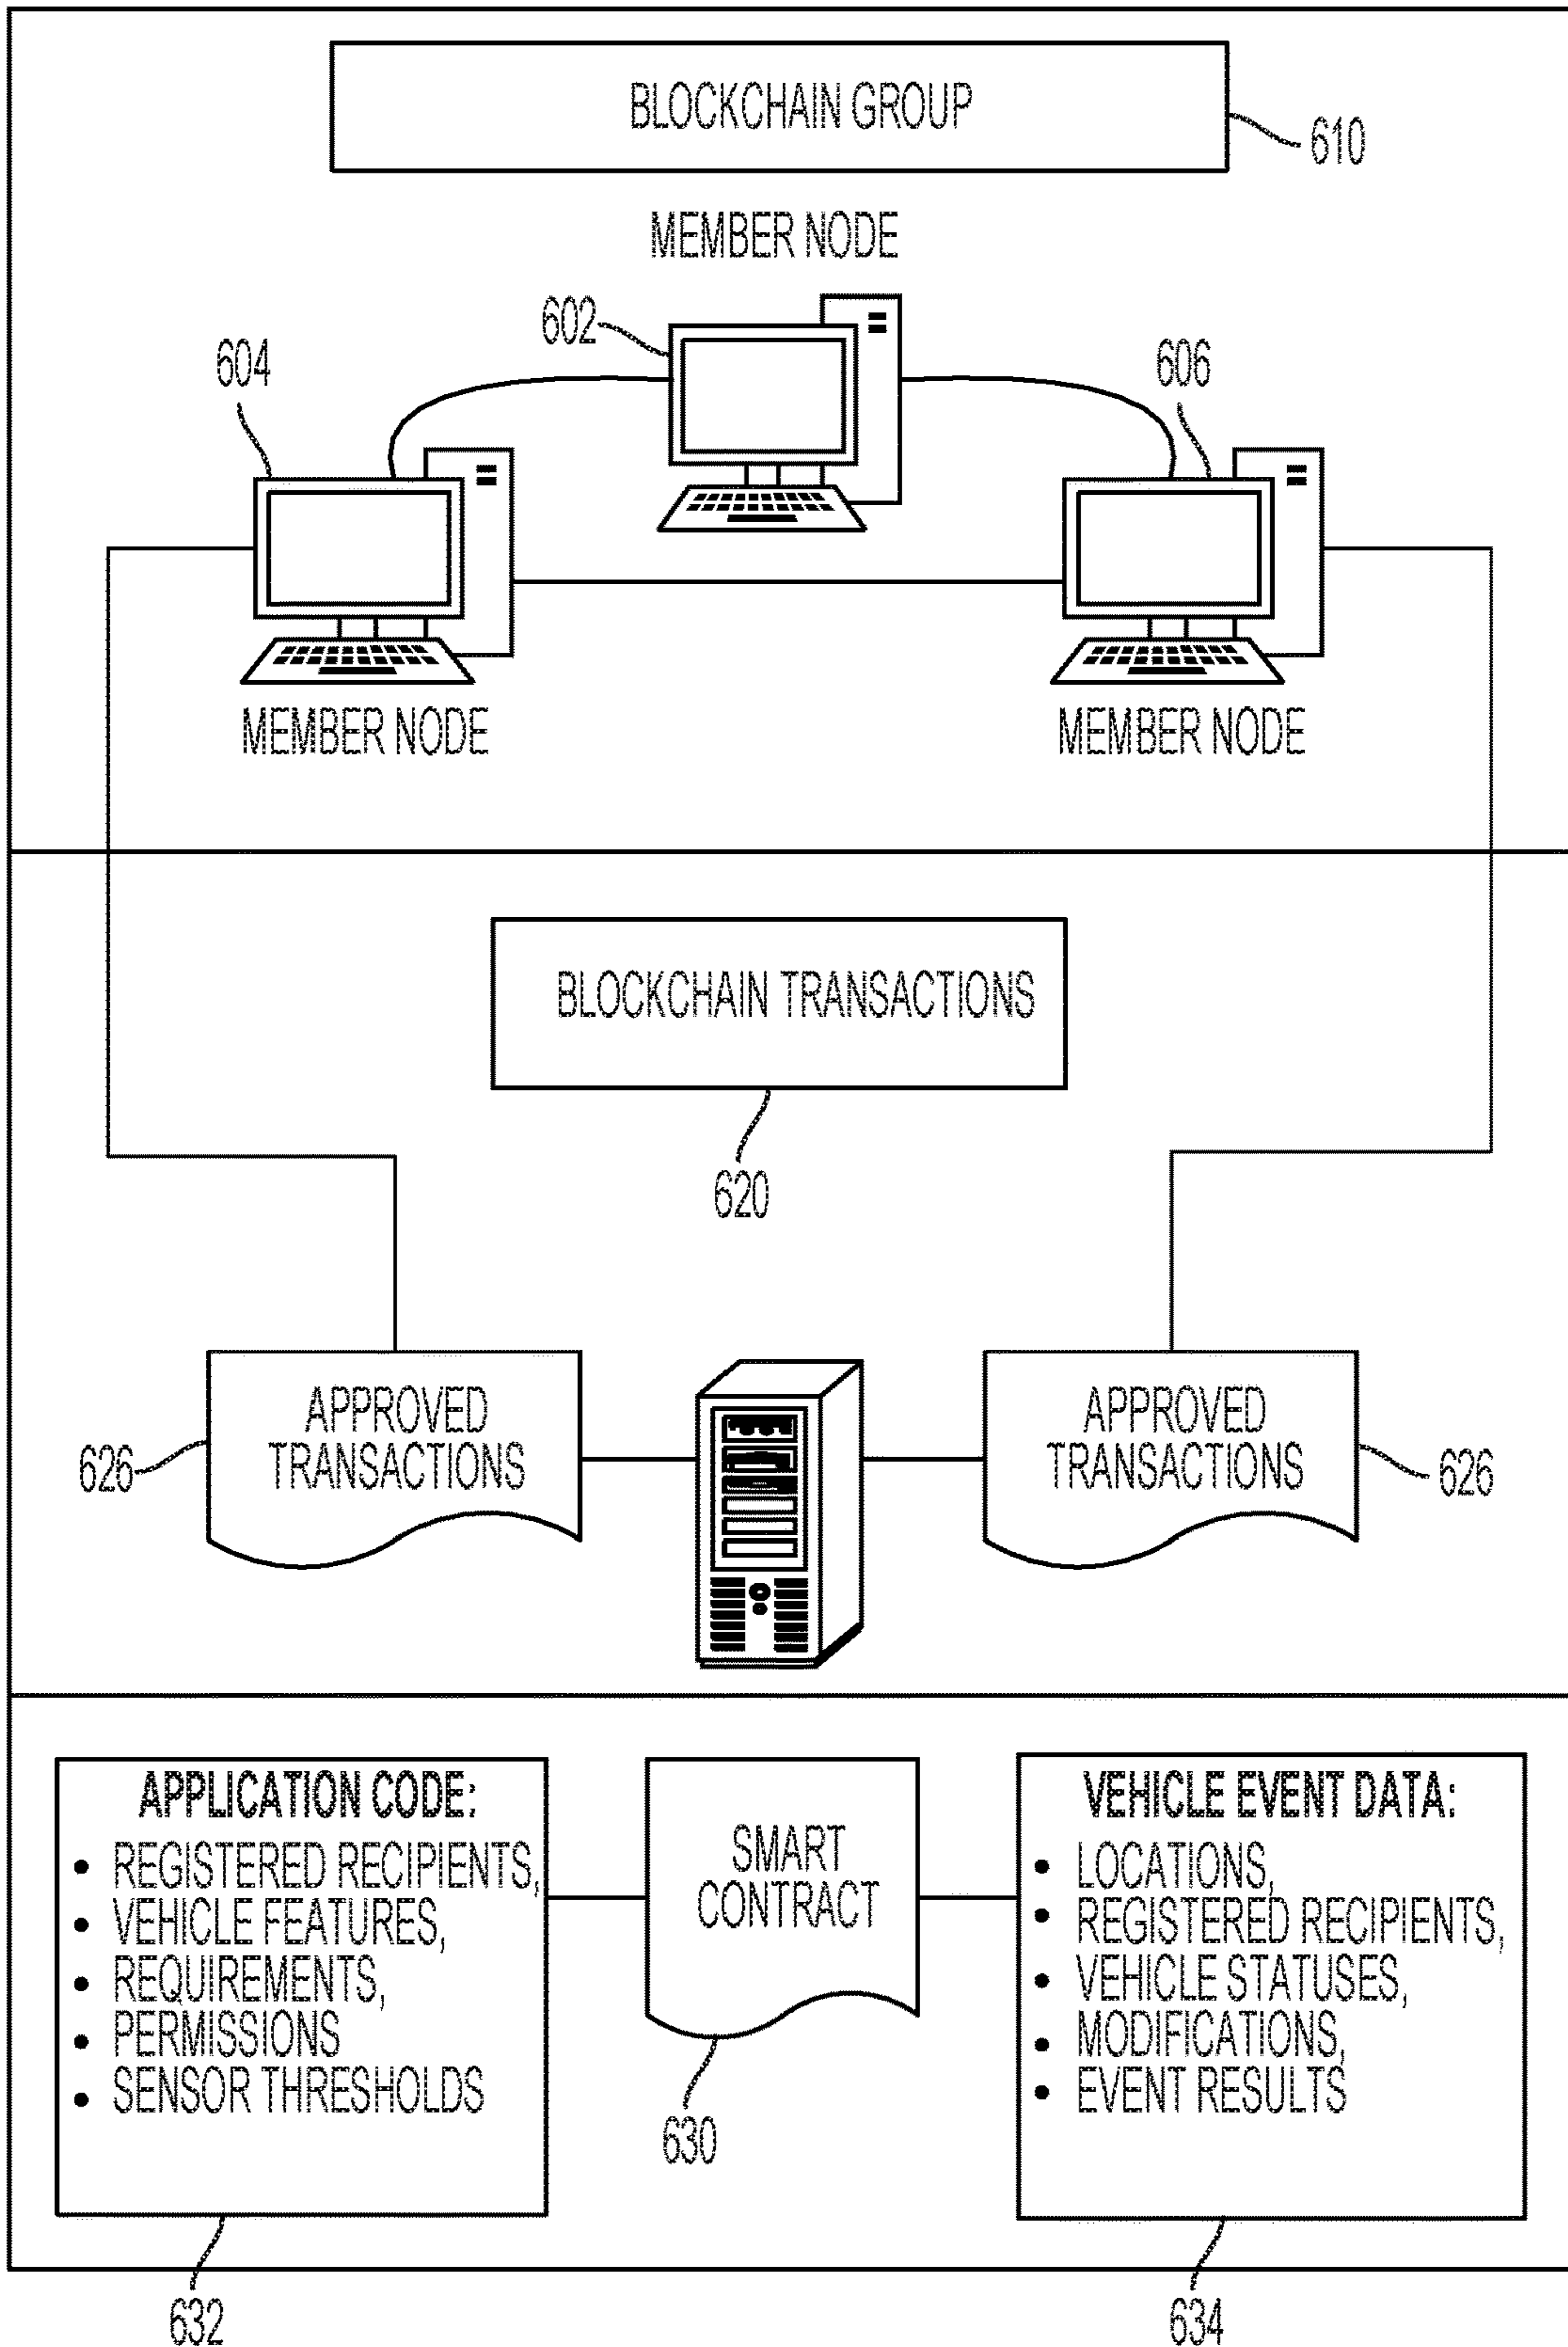 BLOCKCHAIN GROUP
610
MEMBER NODE
602
604
606
MEMBER NODE
MEMBER NODE
BLOCKCHAIN TRANSACTIONS
620
APPROVED
TRANSACTIONS
626
APPROVED
TRANSACTIONS
626
APPLICATION CODE:
• REGISTERED RECIPIENTS,
• VEHICLE FEATURES,
• REQUIREMENTS,
• PERMISSIONS
• SENSOR THRESHOLDS
632
SMART
CONTRACT
630
VEHICLE EVENT DATA:
• LOCATIONS,
• REGISTERED RECIPIENTS,
• VEHICLE STATUSES,
• MODIFICATIONS,
• EVENT RESULTS
634